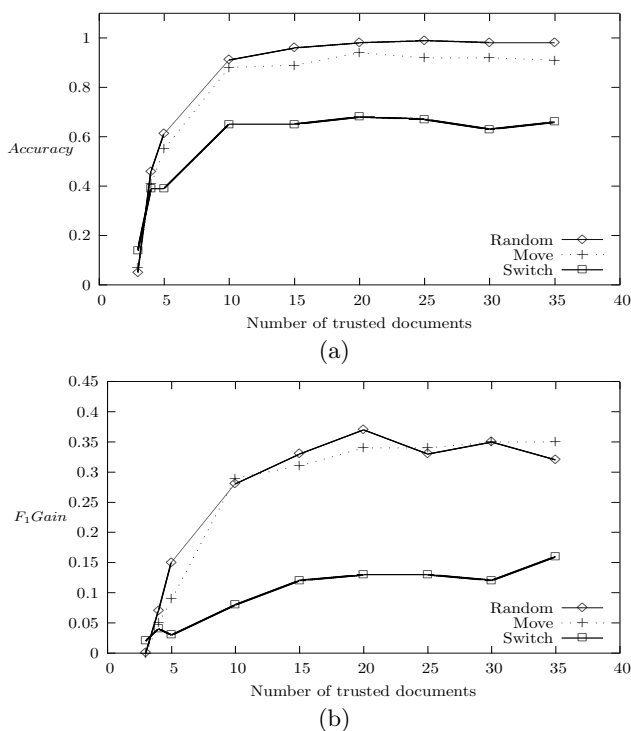 1
0.8
0.6
Accuracy
0.4
0.2
0
Random
Move
Switch
0 5 10 15 20 25 30 35 40
Number of trusted documents
(a)
0.45
0.4
0.35
0.3
F1Gain
0.25
0.2
0.15
0.1
0.05
0
Random
Move
Switch
0 5 10 15 20 25 30 35 40
Number of trusted documents
(b)